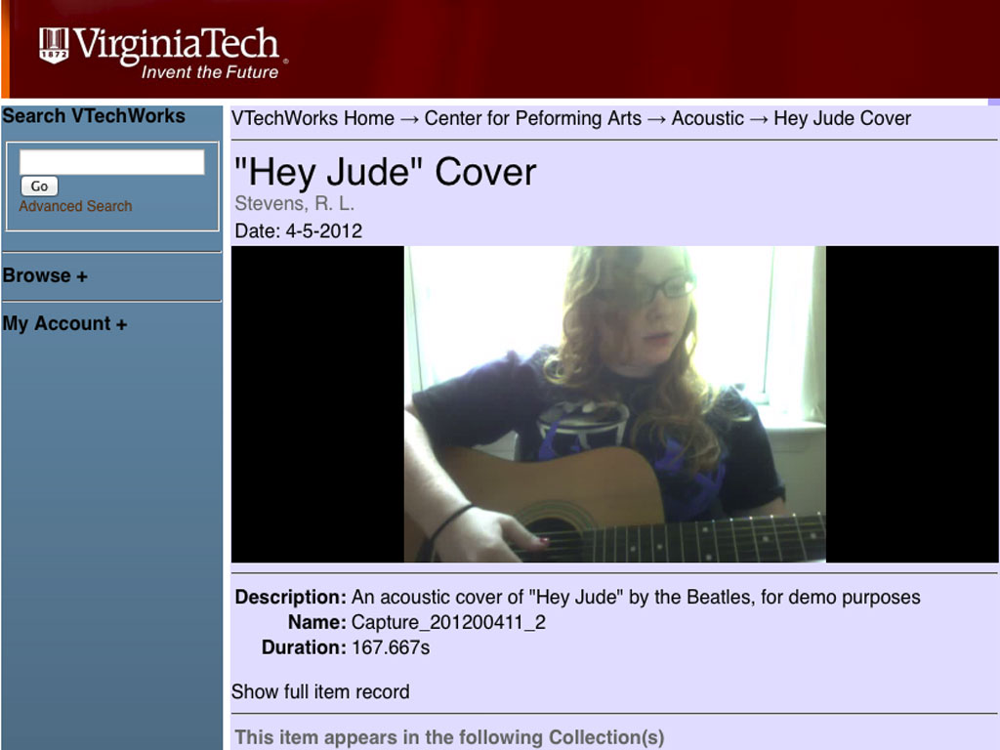 1872
VirginiaTech®
Invent the Future
Search VTechWorks
Go
Advanced Search
Browse +
My Account +
VTechWorks Home → Center for Peforming Arts → Acoustic → Hey Jude Cover
"Hey Jude" Cover
Stevens, R. L.
Date: 4-5-2012
Description: An acoustic cover of "Hey Jude" by the Beatles, for demo purposes
Name: Capture_201200411_2
Duration: 167.667s
Show full item record
This item appears in the following Collection(s)